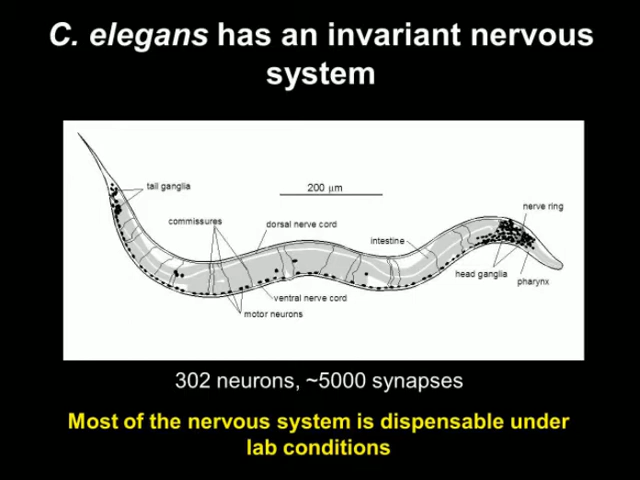 C. elegans has an invariant nervous
system
tail ganglia
200 μm
nerve ring
commissures
dorsal nerve cord
intestine
head ganglia
pharynx
ventral nerve cord
motor neurons
302 neurons, ~5000 synapses
Most of the nervous system is dispensable under
lab conditions